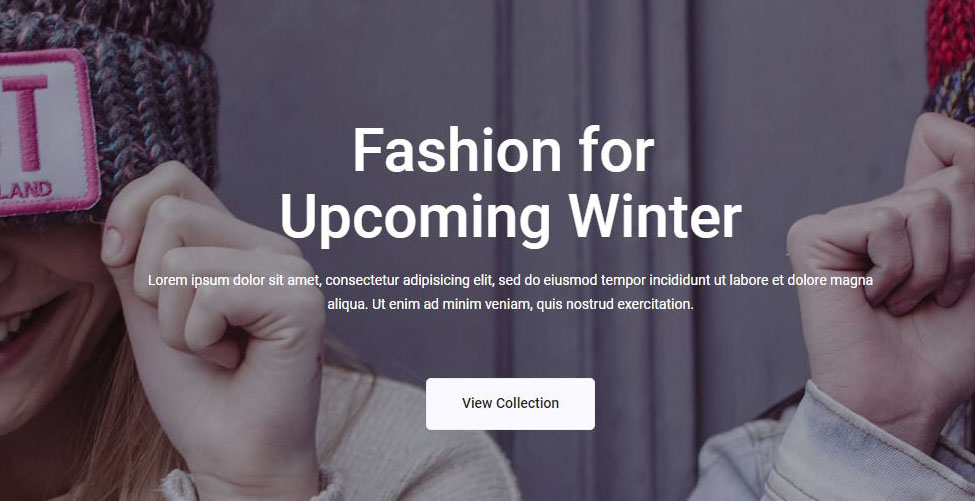 T
LAND
Fashion for
Upcoming Winter
Lorem ipsum dolor sit amet, consectetur adipisicing elit, sed do eiusmod tempor incididunt ut labore et dolore magna
aliqua. Ut enim ad minim veniam, quis nostrud exercitation.
View Collection